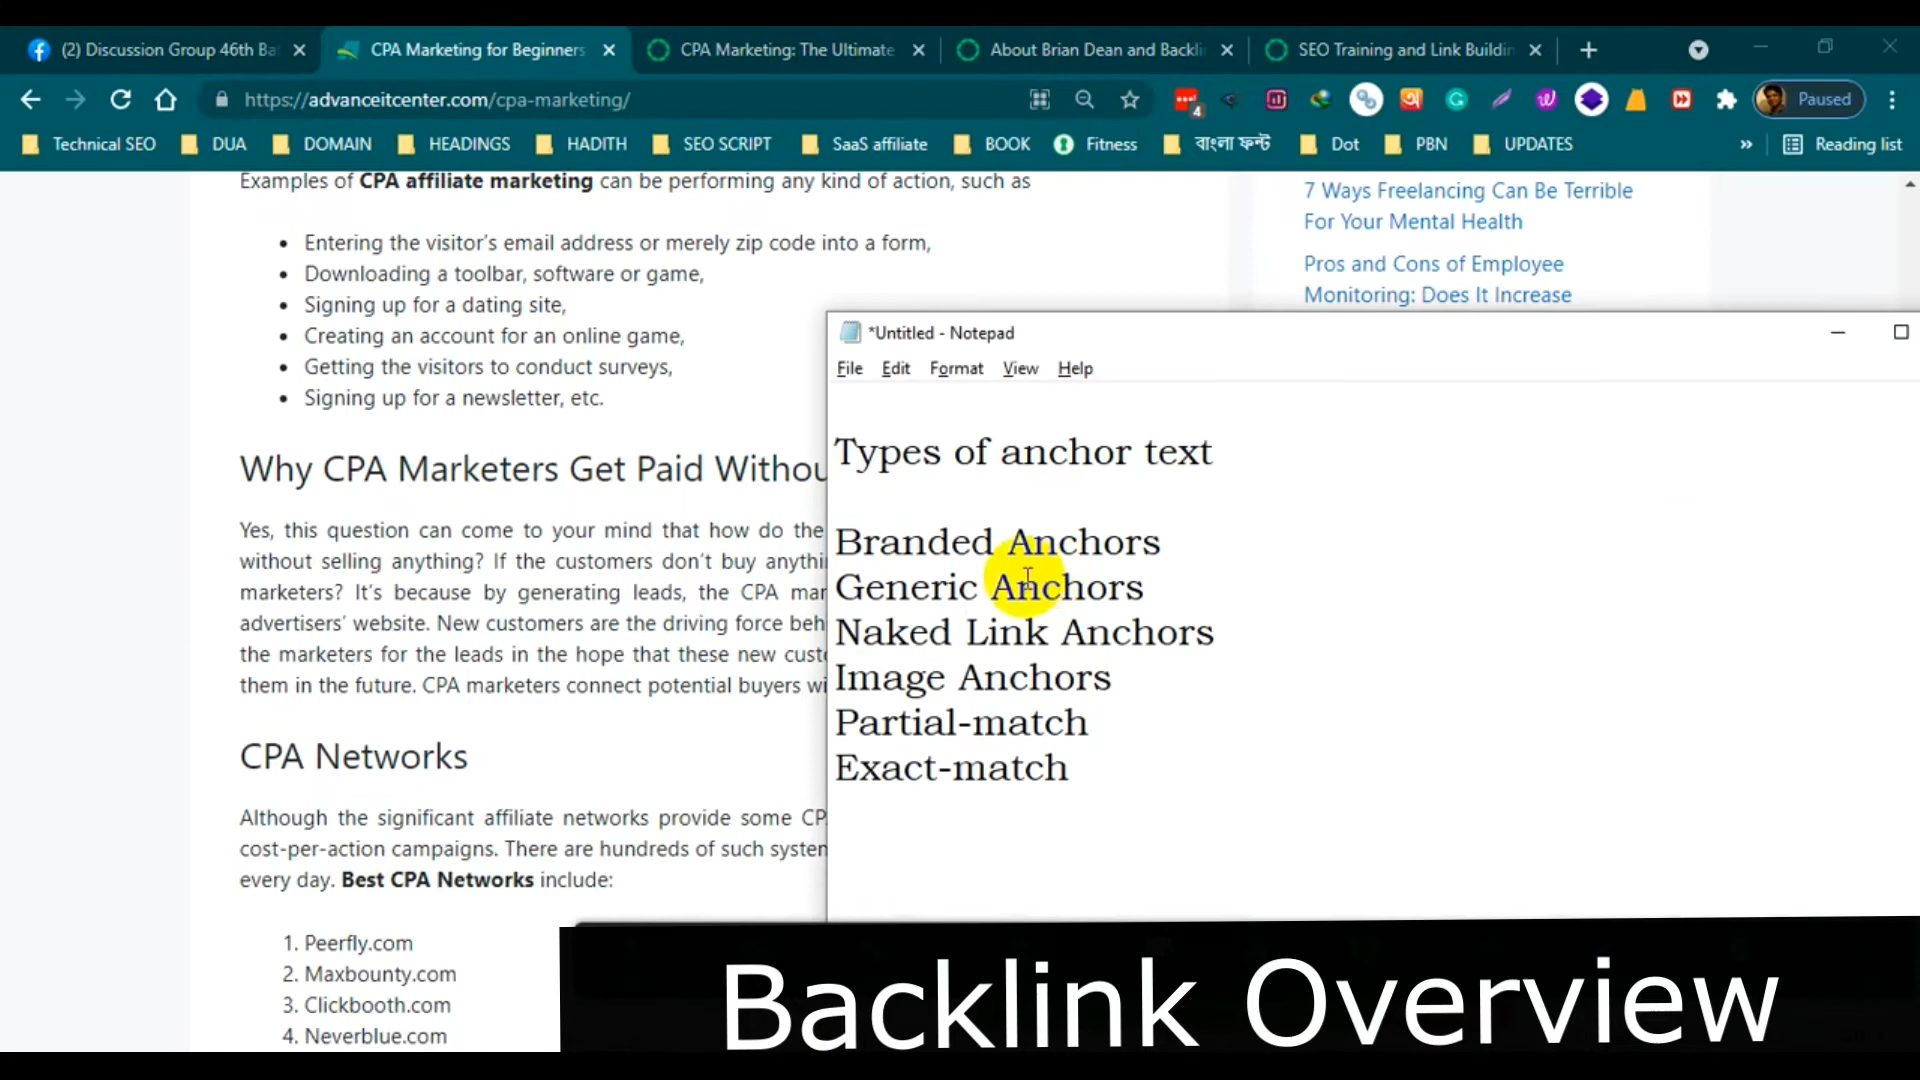 (2) Discussion Group 46th Ba
CPA Marketing for Beginners
CPA Marketing: The Ultimate
About Brian Dean and Backli
SEO Training and Link Buildin
https://advanceitcenter.com/cpa-marketing/
4
Paused
Technical SEO
DUA
DOMAIN
HEADINGS
HADITH
SEO SCRIPT
SaaS affiliate
BOOK
Fitness
বাংলা ফন্ট
Dot
PBN
UPDATES
»
Reading list
Examples of CPA affiliate marketing can be performing any kind of action, such as
• Entering the visitor’s email address or merely zip code into a form,
• Downloading a toolbar, software or game,
• Signing up for a dating site,
• Creating an account for an online game,
• Getting the visitors to conduct surveys,
• Signing up for a newsletter, etc.
Why CPA Marketers Get Paid Withou
Yes, this question can come to your mind that how do the
without selling anything? If the customers don’t buy anythi
marketers? It’s because by generating leads, the CPA mar
advertisers’ website. New customers are the driving force beh
the marketers for the leads in the hope that these new custo
them in the future. CPA marketers connect potential buyers wi
CPA Networks
Although the significant affiliate networks provide some CP
cost-per-action campaigns. There are hundreds of such system
every day. Best CPA Networks include:
1. Peerfly.com
2. Maxbounty.com
3. Clickbooth.com
4. Neverblue.com
7 Ways Freelancing Can Be Terrible
For Your Mental Health
Pros and Cons of Employee
Monitoring: Does It Increase
*Untitled - Notepad
File Edit Format View Help
Types of anchor text
Branded Anchors
Generic Anchors
Naked Link Anchors
Image Anchors
Partial-match
Exact-match
Backlink Overview